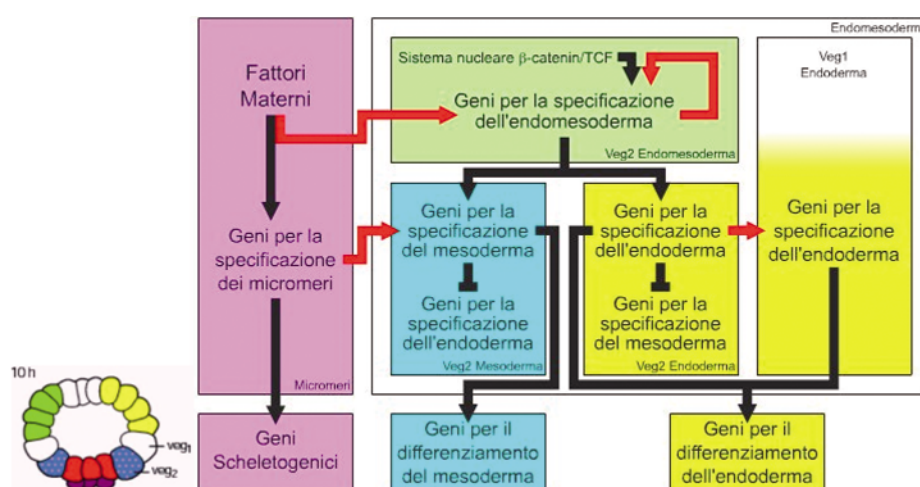 Endomesoderma
Fattori
Materni
Sistema nucleare β-catenin/TCF
Geni per la specificazione
dell'endomesoderma
Veg2 Endomesoderma
Veg1
Endoderma
Geni per la
specificazione
dei micromeri
Micromeri
Geni per la
specificazione
del mesoderma
Geni per la
specificazione
dell'endoderma
Veg2 Mesoderma
Geni per la
specificazione
dell'endoderma
Geni per la
specificazione
del mesoderma
Veg2 Endoderma
Geni per la
specificazione
dell'endoderma
10 h
veg1
veg2
Geni
Scheletogenici
Geni per il
differenziamento
del mesoderma
Geni per il
differenziamento
dell'endoderma